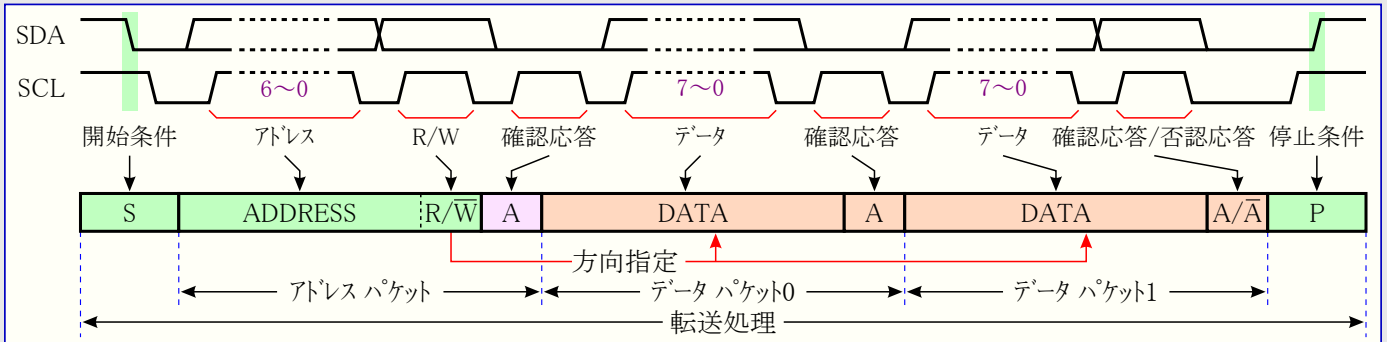 SDA
SCL
6～0 7～0 7～0
開始条件 アドレス R/W 確認応答 データ 確認応答 データ 確認応答/否認応答 停止条件
S ADDRESS R/W̅ A DATA A DATA A/A̅ P
方向指定
アドレス パケット データ パケット0 データ パケット1
転送処理